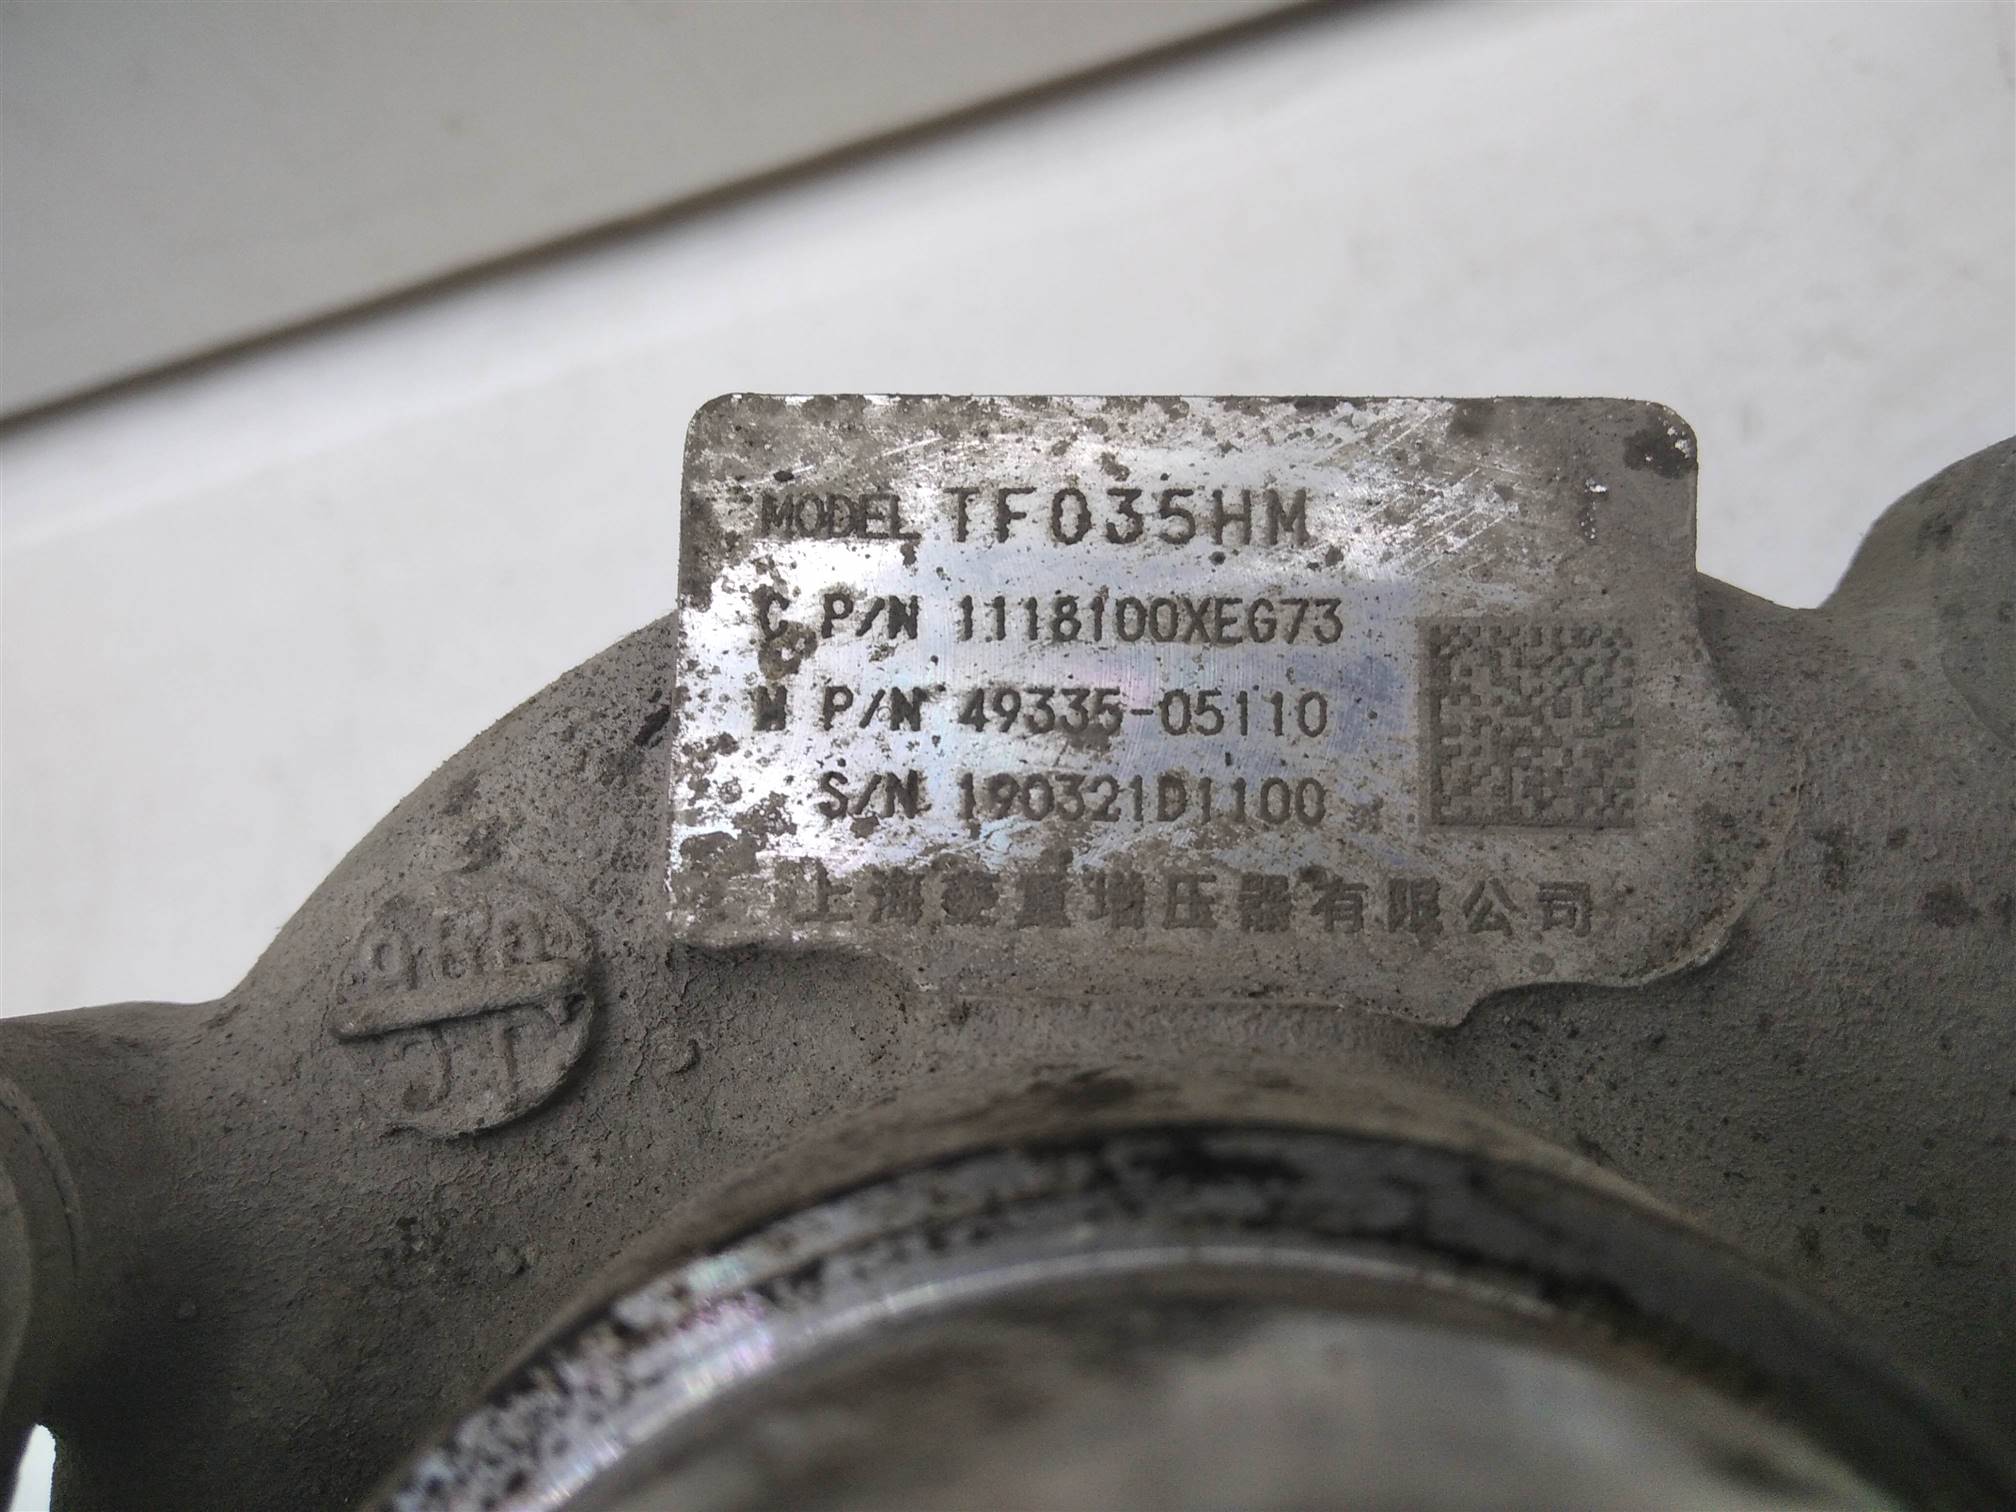 MODEL TF035HM
C P/N 1118100XEG73
M P/N 49335-05110
S/N 190321D1100
上海菱重增压器有限公司